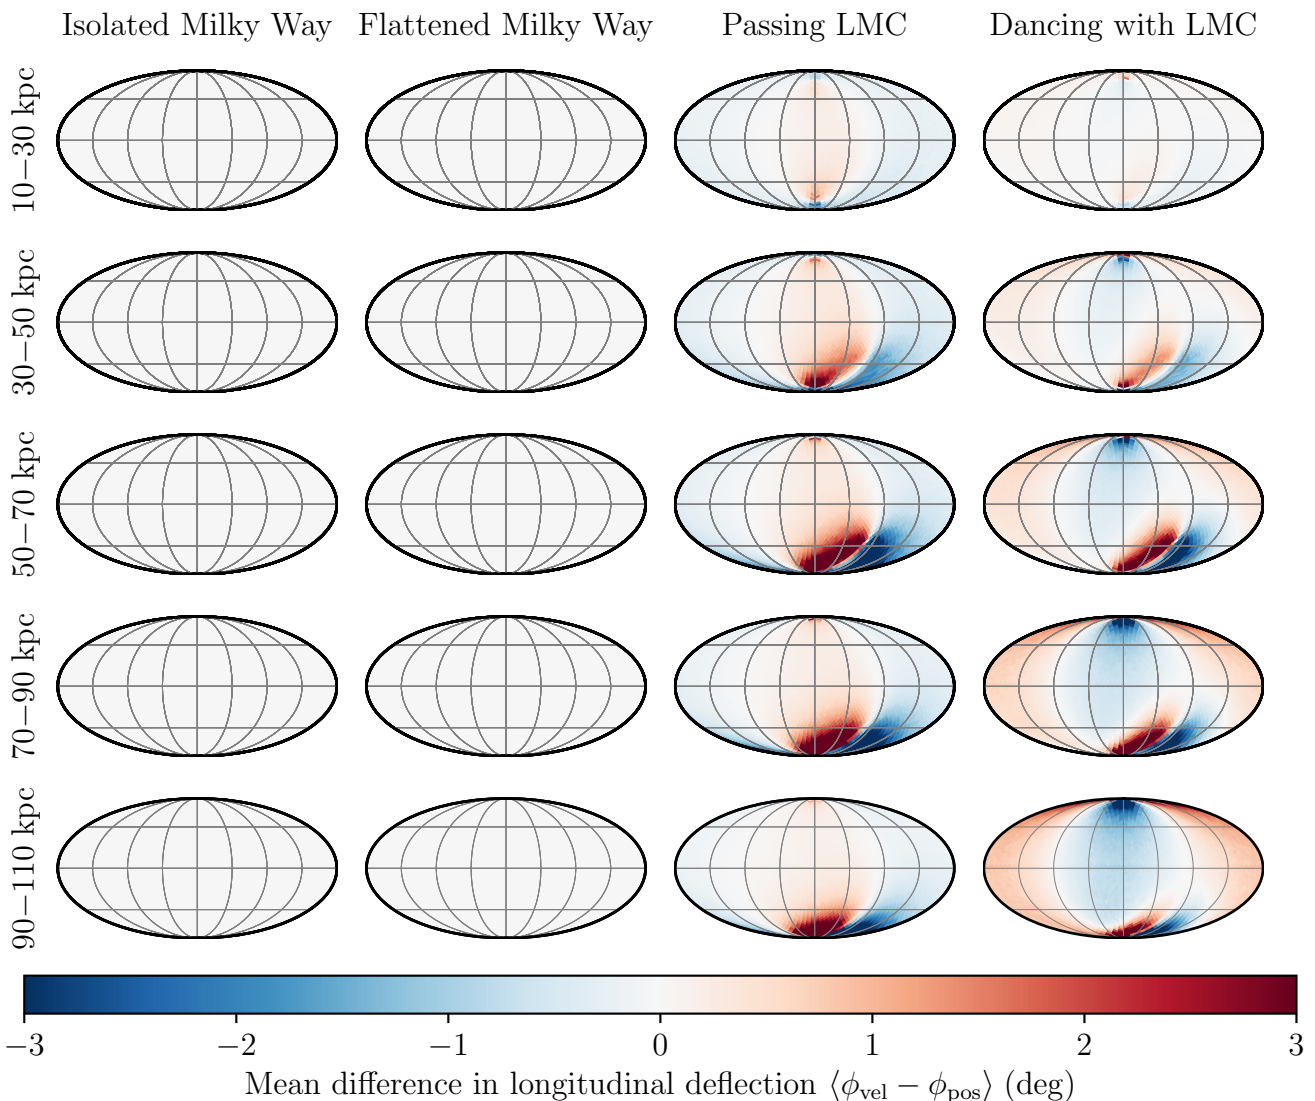 Isolated Milky Way Flattened Milky Way Passing LMC Dancing with LMC
10−30 kpc
30−50 kpc
50−70 kpc
70−90 kpc
90−110 kpc
−3 −2 −1 0 1 2 3
Mean difference in longitudinal deflection ⟨ϕvel − ϕpos⟩ (deg)